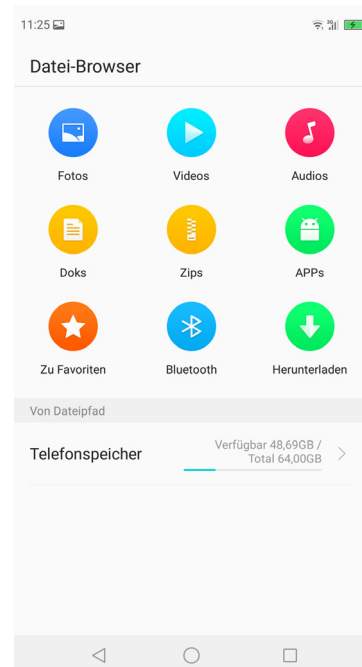 11:25
3G
Datei-Browser
Fotos Videos Audios
Doks Zips APPs
Zu Favoriten Bluetooth Herunterladen
Von Dateipfad
Telefonspeicher
Verfügbar 48,69GB /
Total 64,00GB